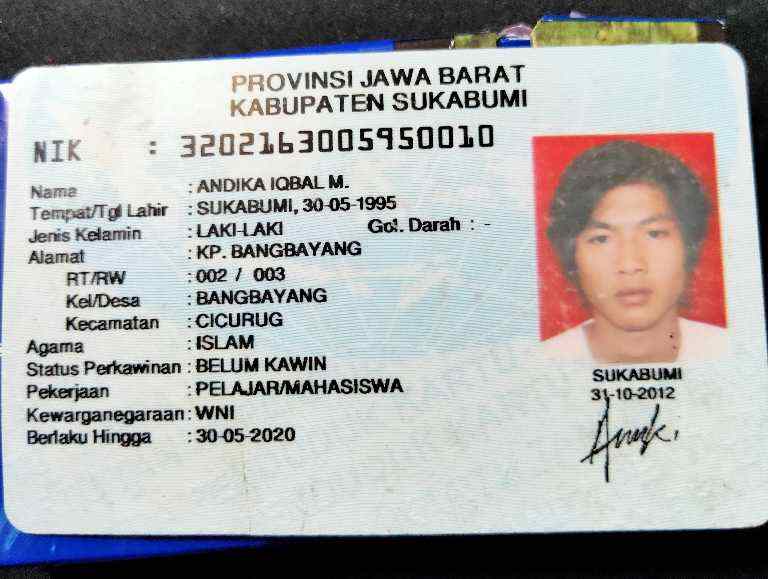 PROVINSI JAWA BARAT
KABUPATEN SUKABUMI
NIK : 3202163005950010
Nama : ANDIKA IQBAL M.
Tempat/Tgl Lahir : SUKABUMI, 30-05-1995
Jenis Kelamin : LAKI-LAKI Gol. Darah : -
Alamat : KP. BANGBAYANG
RT/RW : 002 / 003
Kel/Desa : BANGBAYANG
Kecamatan : CICURUG
Agama : ISLAM
Status Perkawinan : BELUM KAWIN
Pekerjaan : PELAJAR/MAHASISWA
Kewarganegaraan : WNI
Berlaku Hingga : 30-05-2020
SUKABUMI
31-10-2012